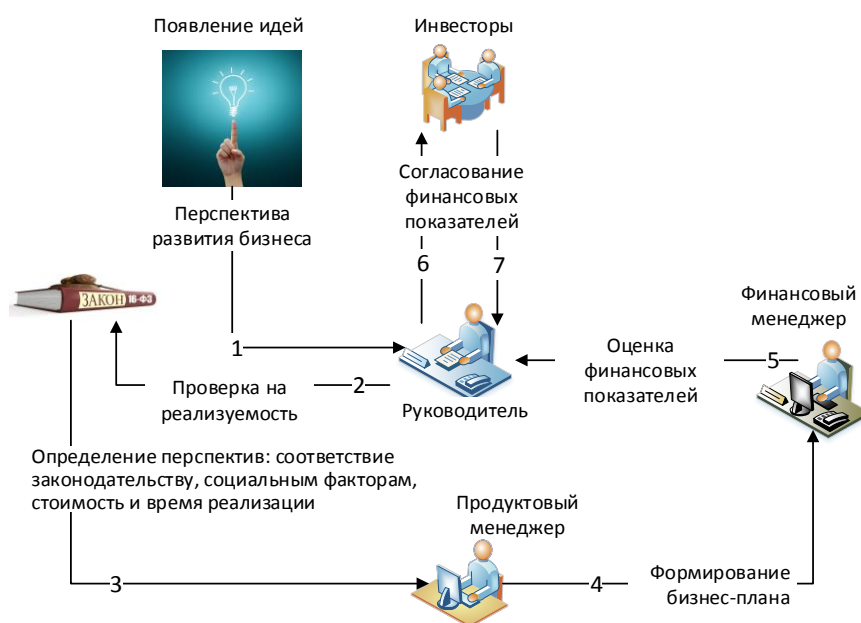 Появление идей
Инвесторы
Согласование
финансовых
показателей
Перспектива
развития бизнеса
6
7
ЗАКОН
16-ФЗ
Финансовый
менеджер
1
Оценка
финансовых
показателей
5
2
Проверка на
реализуемость
Руководитель
Определение перспектив: соответствие
законодательству, социальным факторам,
стоимость и время реализации
Продуктовый
менеджер
3
4
Формирование
бизнес-плана